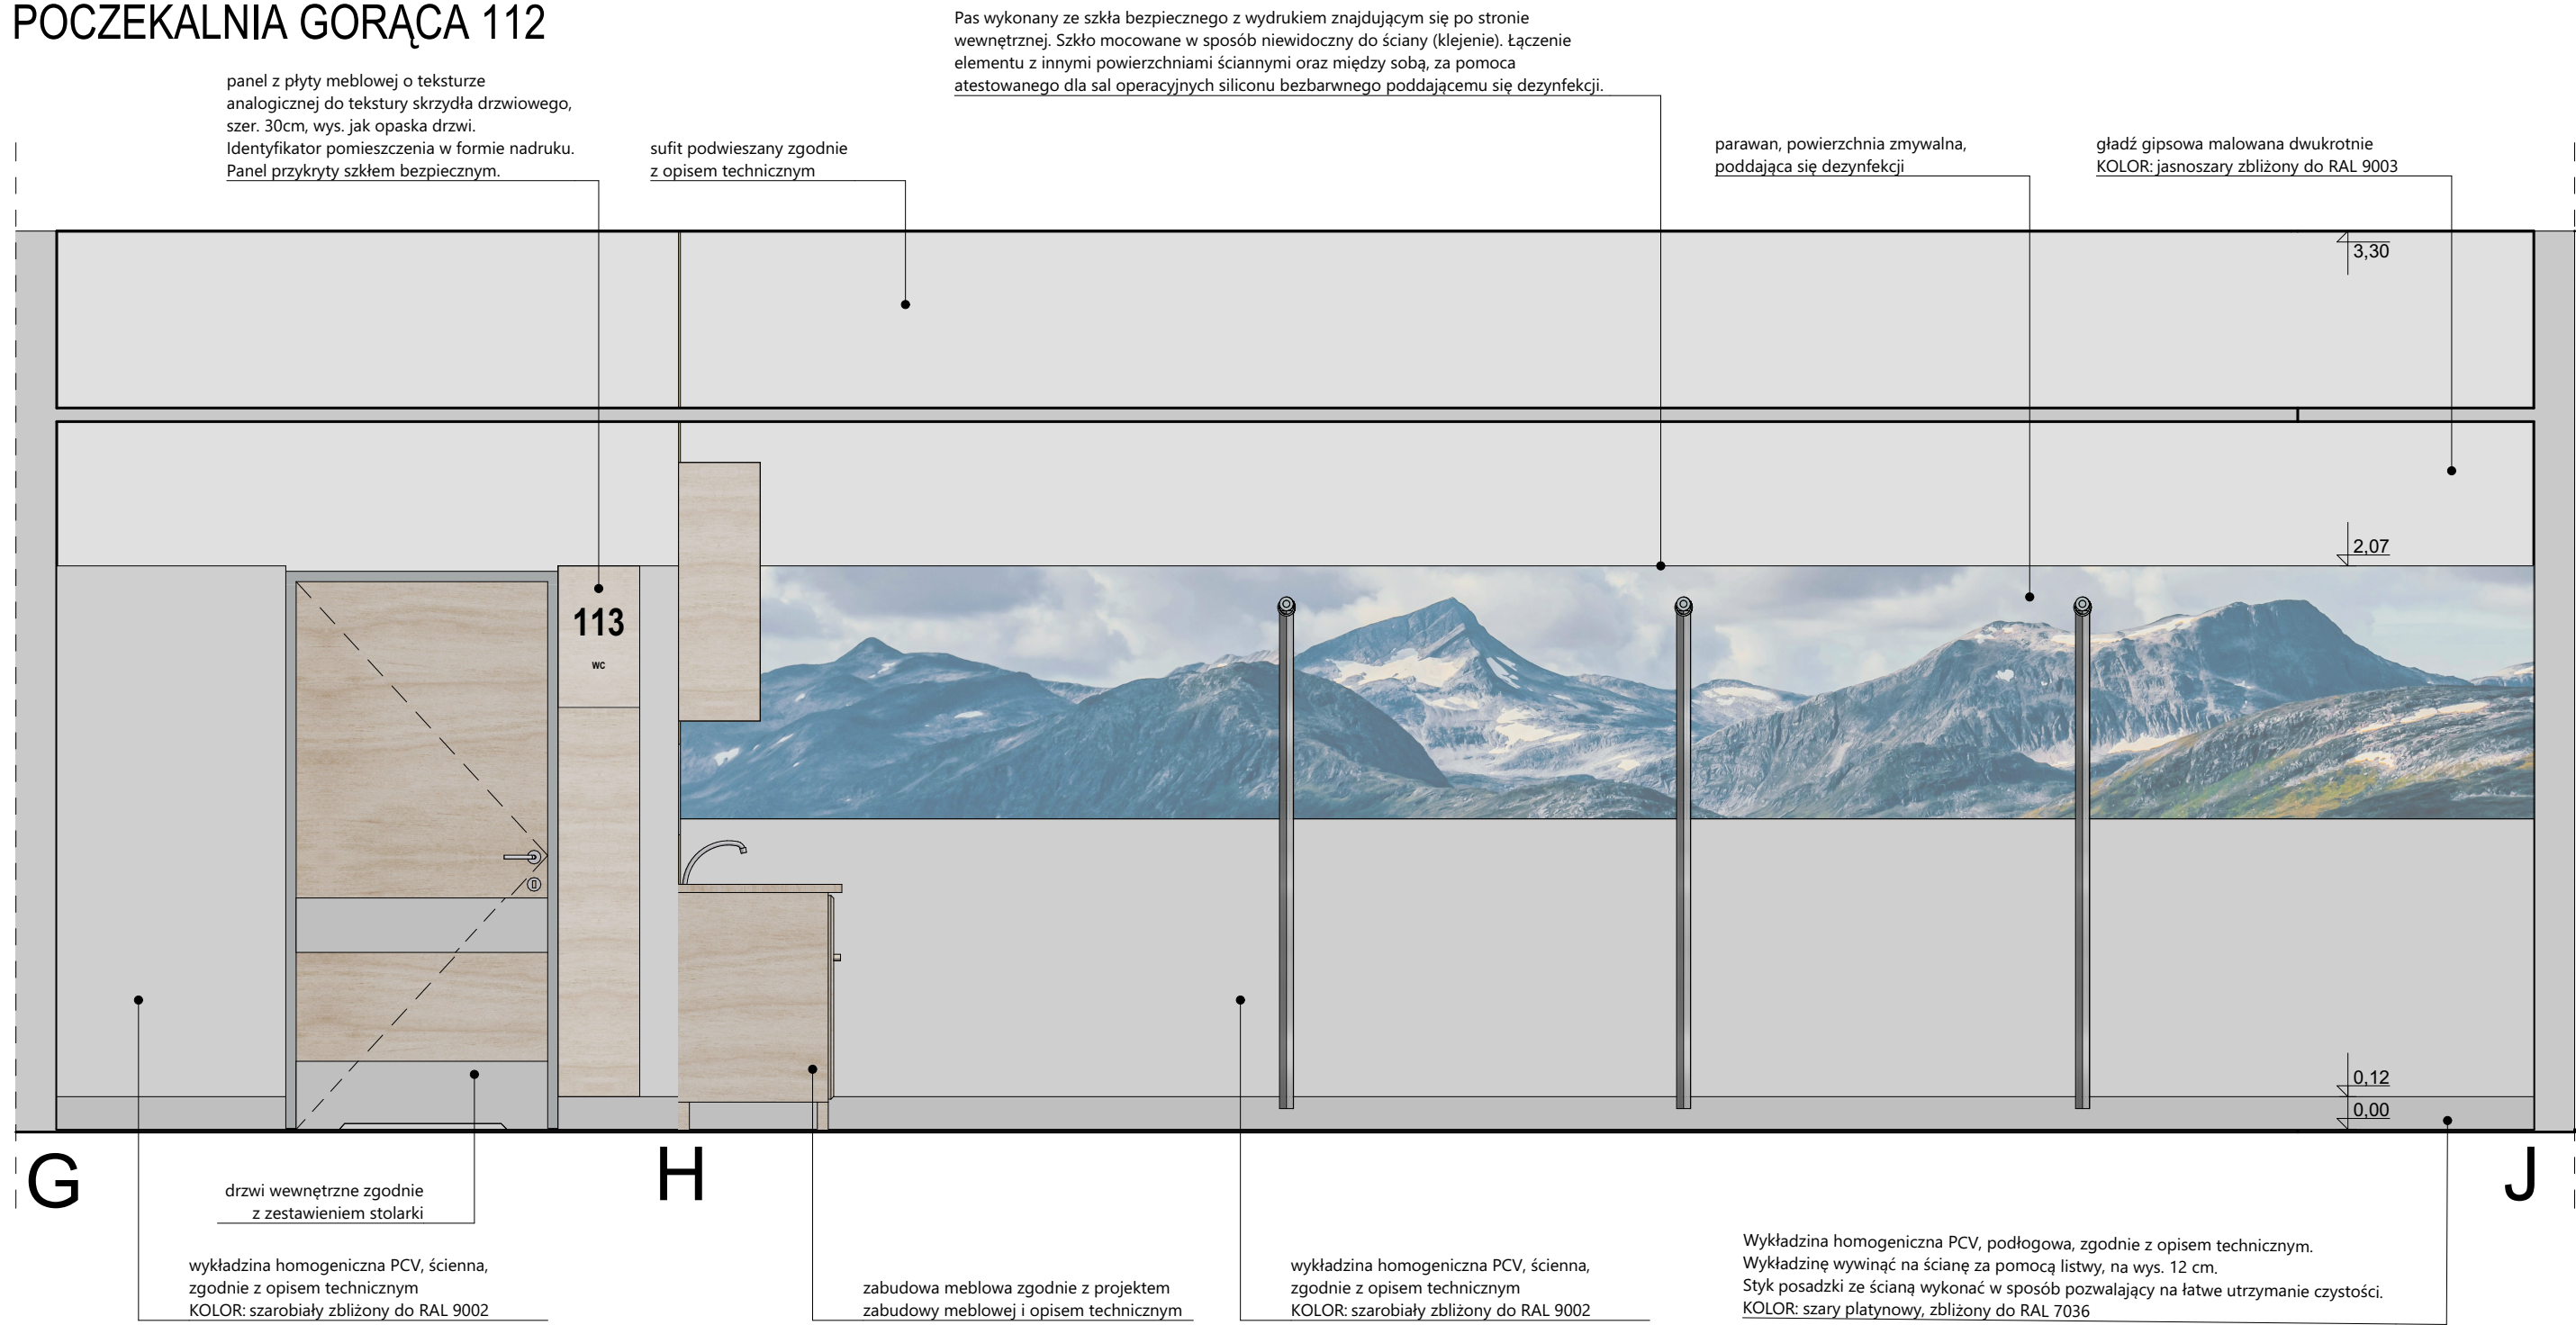 POCZEKALNIA GORĄCA 112
Pas wykonany ze szkła bezpiecznego z wydrukiem znajdującym się po stronie
wewnętrznej. Szkło mocowane w sposób niewidoczny do ściany (klejenie). Łączenie
elementu z innymi powierzchniami ściannymi oraz między sobą, za pomoca
atestowanego dla sal operacyjnych siliconu bezbarwnego poddającemu się dezynfekcji.
panel z płyty meblowej o teksturze
analogicznej do tekstury skrzydła drzwiowego,
szer. 30cm, wys. jak opaska drzwi.
Identyfikator pomieszczenia w formie nadruku.
Panel przykryty szkłem bezpiecznym.
sufit podwieszany zgodnie
z opisem technicznym
parawan, powierzchnia zmywalna,
poddająca się dezynfekcji
gładź gipsowa malowana dwukrotnie
KOLOR: jasnoszary zbliżony do RAL 9003
3,30
2,07
113
WC
0,12
0,00
G
H
J
drzwi wewnętrzne zgodnie
z zestawieniem stolarki
wykładzina homogeniczna PCV, ścienna,
zgodnie z opisem technicznym
KOLOR: szarobiały zbliżony do RAL 9002
zabudowa meblowa zgodnie z projektem
zabudowy meblowej i opisem technicznym
wykładzina homogeniczna PCV, ścienna,
zgodnie z opisem technicznym
KOLOR: szarobiały zbliżony do RAL 9002
Wykładzina homogeniczna PCV, podłogowa, zgodnie z opisem technicznym.
Wykładzinę wywinąć na ścianę za pomocą listwy, na wys. 12 cm.
Styk posadzki ze ścianą wykonać w sposób pozwalający na łatwe utrzymanie czystości.
KOLOR: szary platynowy, zbliżony do RAL 7036